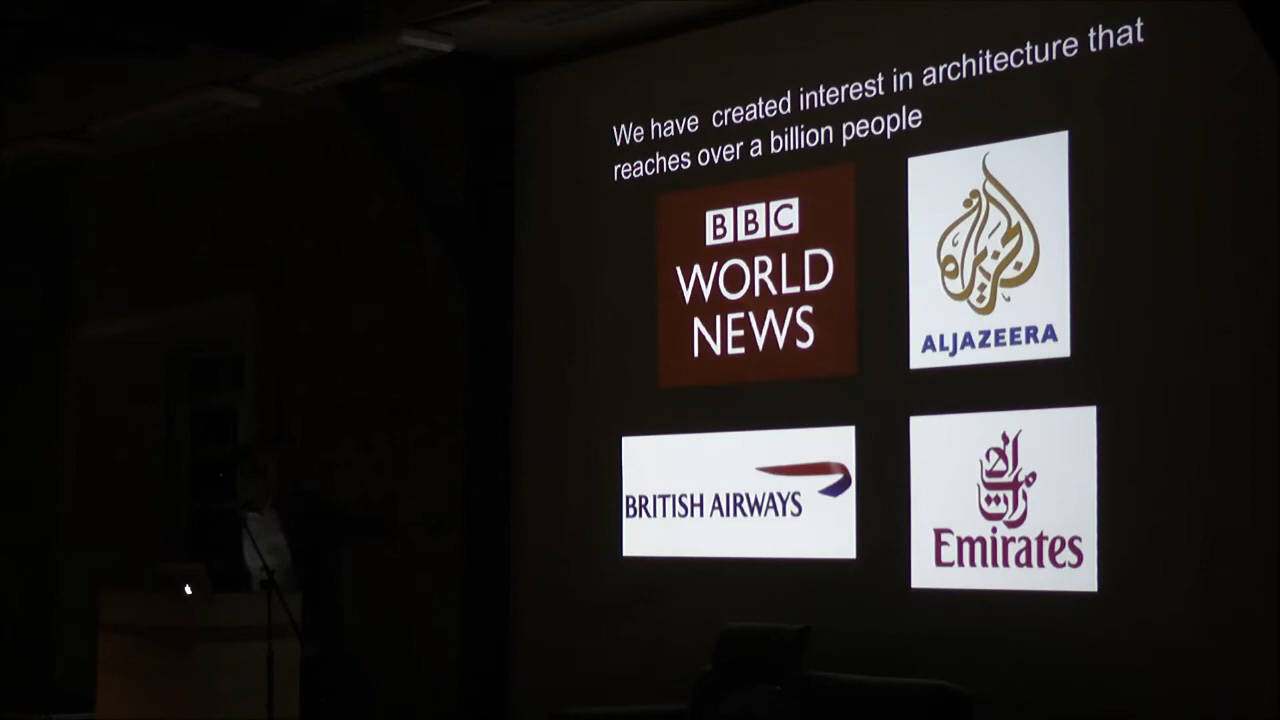 We have created interest in architecture that
reaches over a billion people
BBC
WORLD
NEWS
الجزيرة
ALJAZEERA
BRITISH AIRWAYS
الإمارات
Emirates